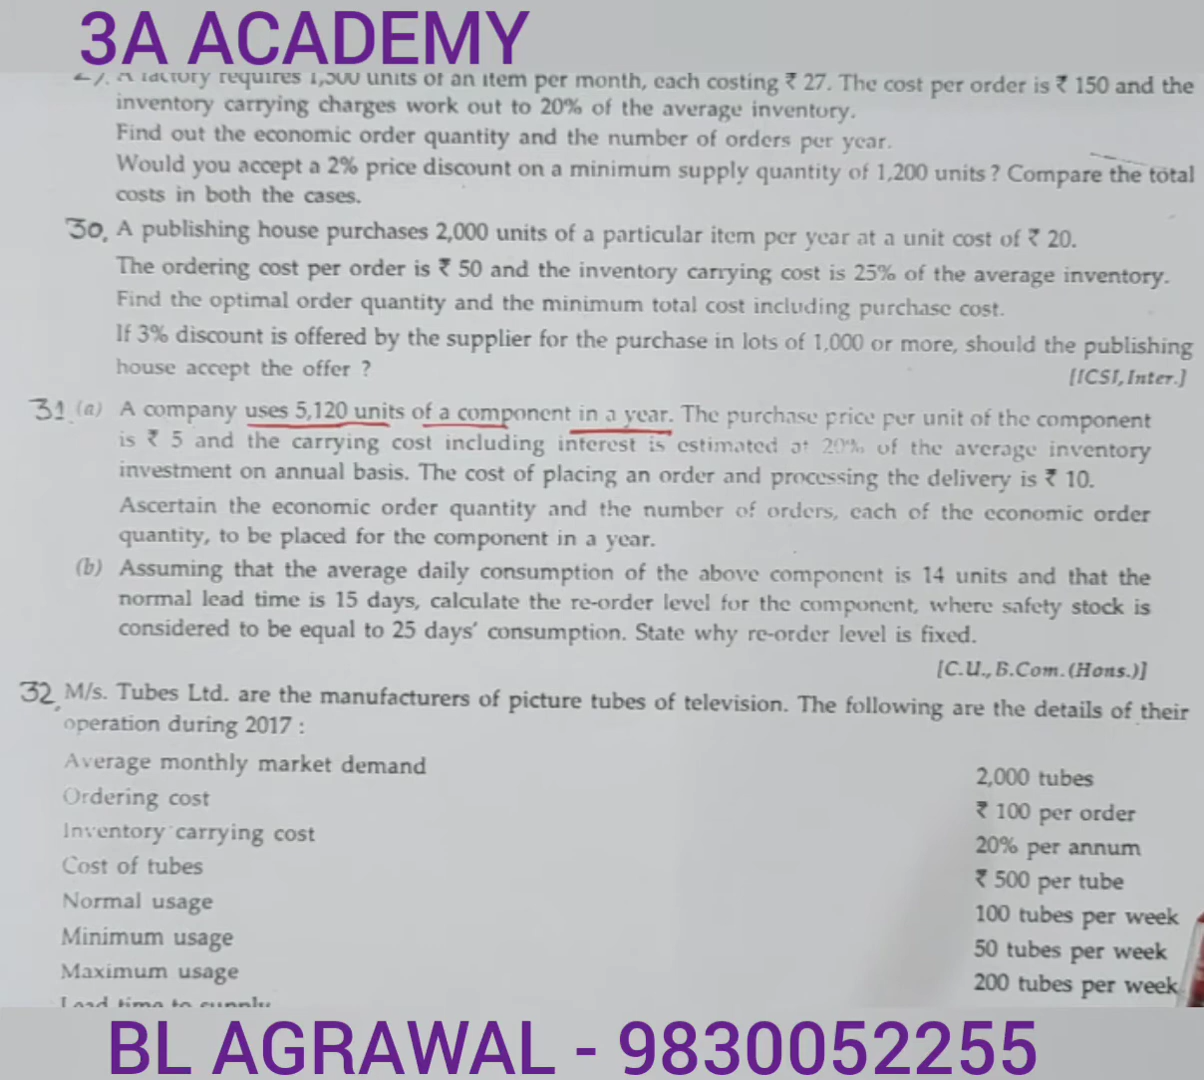 3A ACADEMY
A factory requires 1,500 units of an item per month, each costing ₹ 27. The cost per order is ₹ 150 and the
inventory carrying charges work out to 20% of the average inventory.
Find out the economic order quantity and the number of orders per year.
Would you accept a 2% price discount on a minimum supply quantity of 1,200 units? Compare the total
costs in both the cases.
30. A publishing house purchases 2,000 units of a particular item per year at a unit cost of ₹ 20.
The ordering cost per order is ₹ 50 and the inventory carrying cost is 25% of the average inventory.
Find the optimal order quantity and the minimum total cost including purchase cost.
If 3% discount is offered by the supplier for the purchase in lots of 1,000 or more, should the publishing
house accept the offer ?
[ICSI, Inter.]
31. (a) A company uses 5,120 units of a component in a year. The purchase price per unit of the component
is ₹ 5 and the carrying cost including interest is estimated at 20% of the average inventory
investment on annual basis. The cost of placing an order and processing the delivery is ₹ 10.
Ascertain the economic order quantity and the number of orders, each of the economic order
quantity, to be placed for the component in a year.
(b) Assuming that the average daily consumption of the above component is 14 units and that the
normal lead time is 15 days, calculate the re-order level for the component, where safety stock is
considered to be equal to 25 days' consumption. State why re-order level is fixed.
[C.U., B.Com. (Hons.)]
32. M/s. Tubes Ltd. are the manufacturers of picture tubes of television. The following are the details of their
operation during 2017 :
Average monthly market demand 2,000 tubes
Ordering cost ₹ 100 per order
Inventory carrying cost 20% per annum
Cost of tubes ₹ 500 per tube
Normal usage 100 tubes per week
Minimum usage 50 tubes per week
Maximum usage 200 tubes per week
Lead time to supply
BL AGRAWAL - 9830052255